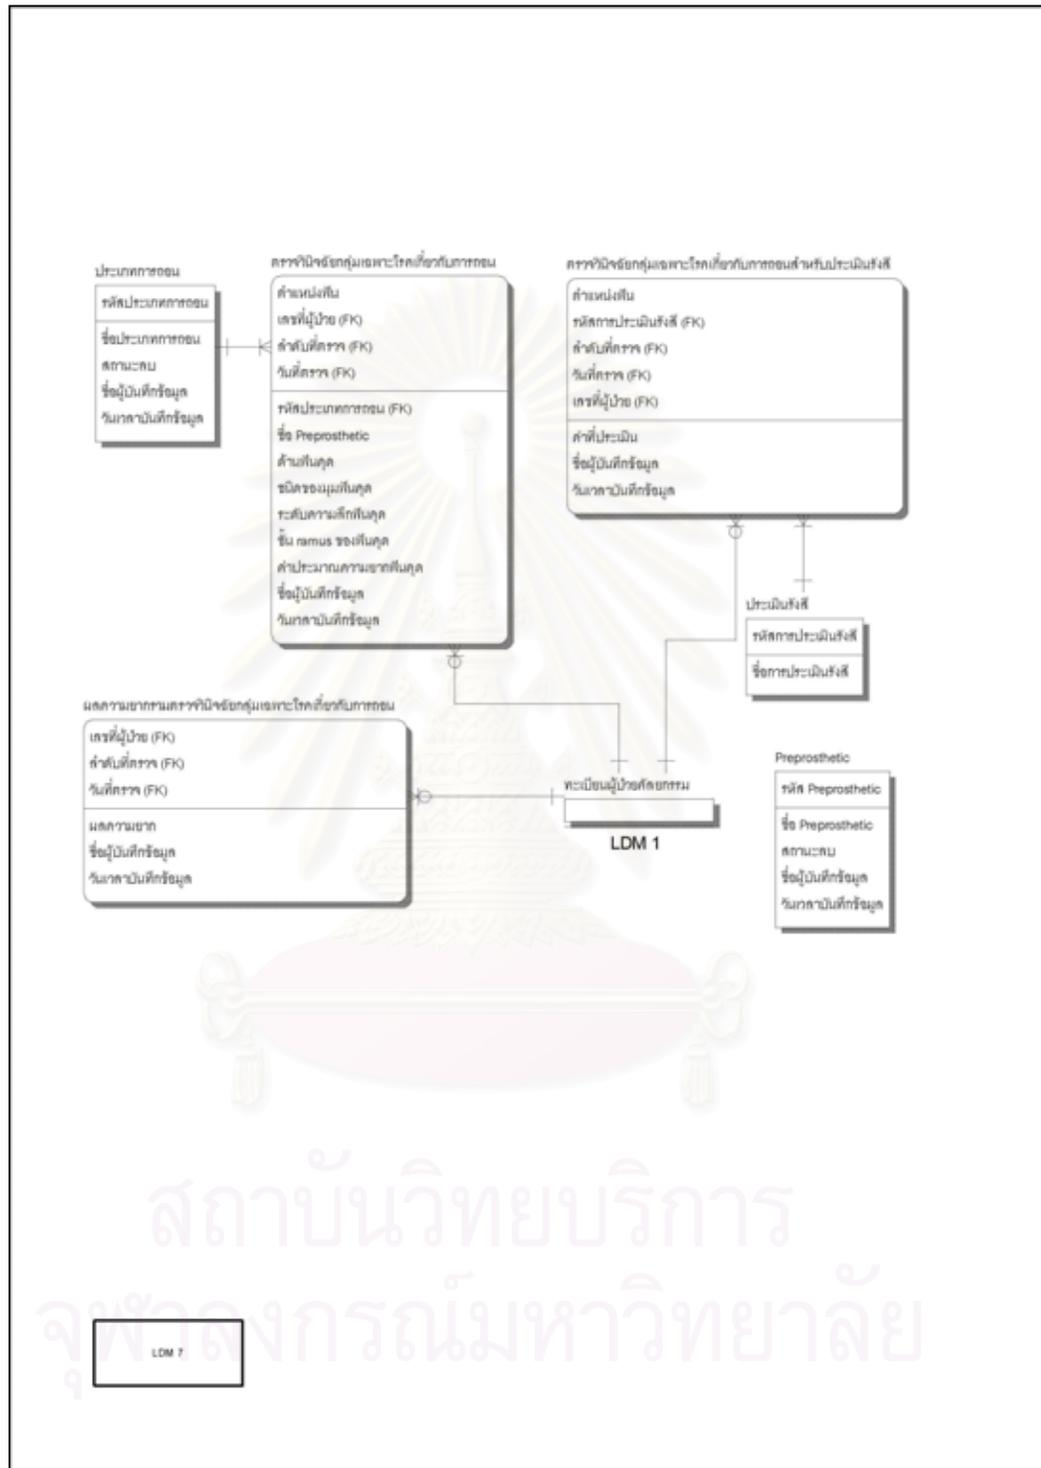 ประเภทการถอน
รหัสประเภทการถอน
ชื่อประเภทการถอน
สถานะลบ
ชื่อผู้บันทึกข้อมูล
วันเวลาบันทึกข้อมูล
ตรวจวินิจฉัยกลุ่มเฉพาะโรคเกี่ยวกับการถอน
ตำแหน่งฟัน
เลขที่ผู้ป่วย (FK)
ลำดับที่ตรวจ (FK)
วันที่ตรวจ (FK)
รหัสประเภทการถอน (FK)
ชื่อ Preprosthetic
ด้านฟันคุด
ชนิดของมุมฟันคุด
ระดับความลึกฟันคุด
ชั้น ramus ของฟันคุด
ค่าประมาณความยากฟันคุด
ชื่อผู้บันทึกข้อมูล
วันเวลาบันทึกข้อมูล
ตรวจวินิจฉัยกลุ่มเฉพาะโรคเกี่ยวกับการถอนสำหรับประเมินรังสี
ตำแหน่งฟัน
รหัสการประเมินรังสี (FK)
ลำดับที่ตรวจ (FK)
วันที่ตรวจ (FK)
เลขที่ผู้ป่วย (FK)
ค่าที่ประเมิน
ชื่อผู้บันทึกข้อมูล
วันเวลาบันทึกข้อมูล
ประเมินรังสี
รหัสการประเมินรังสี
ชื่อการประเมินรังสี
ผลความยากรวมตรวจวินิจฉัยกลุ่มเฉพาะโรคเกี่ยวกับการถอน
เลขที่ผู้ป่วย (FK)
ลำดับที่ตรวจ (FK)
วันที่ตรวจ (FK)
ผลความยาก
ชื่อผู้บันทึกข้อมูล
วันเวลาบันทึกข้อมูล
ทะเบียนผู้ป่วยศัลยกรรม
LDM 1
Preprosthetic
รหัส Preprosthetic
ชื่อ Preprosthetic
สถานะลบ
ชื่อผู้บันทึกข้อมูล
วันเวลาบันทึกข้อมูล
สถาบันวิทยบริการ
จุฬาลงกรณ์มหาวิทยาลัย
LDM 7